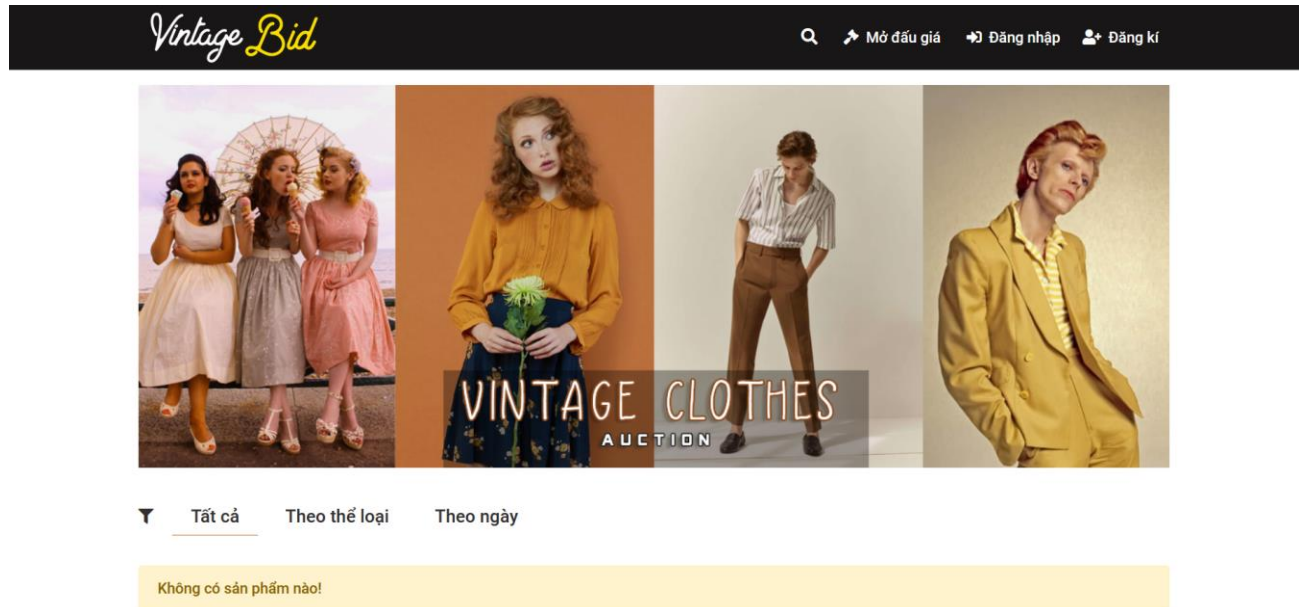 Vintage Bid
Mở đấu giá Đăng nhập Đăng kí
VINTAGE CLOTHES
AUCTION
Tất cả Theo thể loại Theo ngày
Không có sản phẩm nào!